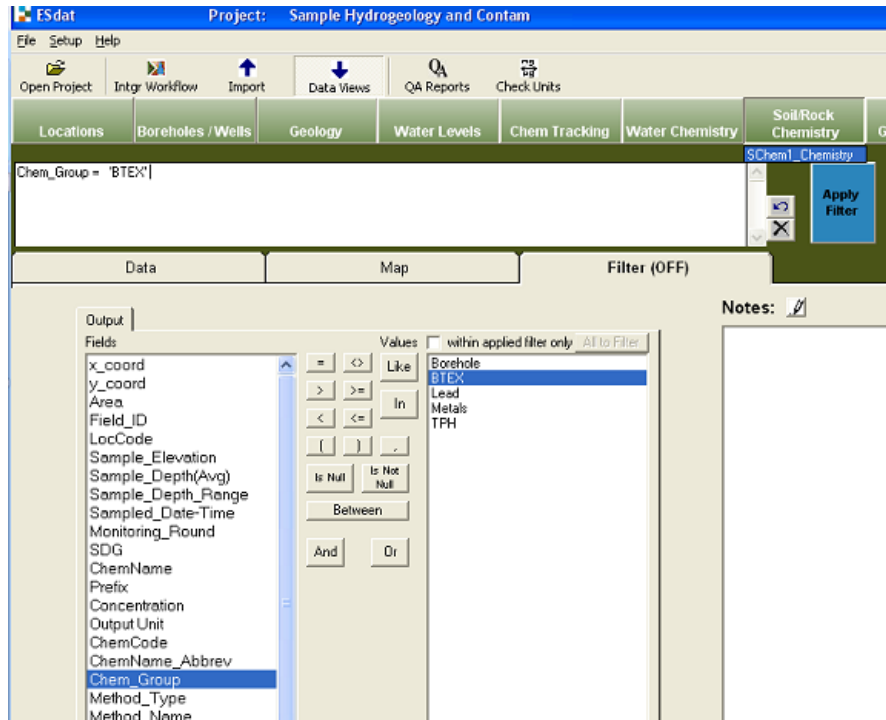 ESdat Project: Sample Hydrogeology and Contam
File Setup Help
Open Project Intgr Workflow Import Data Views QA QA Reports Check Units
Locations Boreholes / Wells Geology Water Levels Chem Tracking Water Chemistry Soil/Rock Chemistry G
SChem1_Chemistry
Chem_Group = 'BTEX'
Apply Filter
Data Map Filter (OFF)
Notes:
Output
Fields
Values within applied filter only All to Filter
x_coord
y_coord
Area
Field_ID
LocCode
Sample_Elevation
Sample_Depth(Avg)
Sample_Depth_Range
Sampled_Date-Time
Monitoring_Round
SDG
ChemName
Prefix
Concentration
Output Unit
ChemCode
ChemName_Abbrev
Chem_Group
Method_Type
Method_Name
= <> Like
> >= In
< <=
( ) ,
Is Null Is Not Null
Between
And Or
Borehole
BTEX
Lead
Metals
TPH